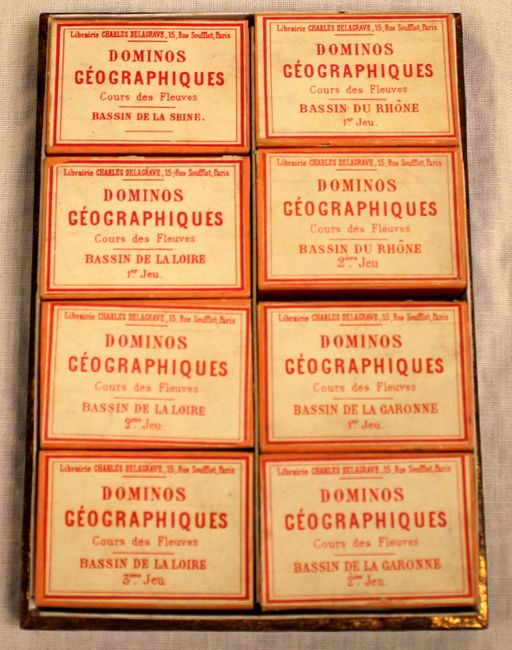 Librairie CHARLES DELAGRAVE, 15, Rue Soufflot, Paris
DOMINOS
GÉOGRAPHIQUES
Cours des Fleuves
BASSIN DE LA SEINE.
Librairie CHARLES DELAGRAVE, 15, Rue Soufflot, Paris
DOMINOS
GÉOGRAPHIQUES
Cours des Fleuves
BASSIN DU RHÔNE
1er Jeu.
Librairie CHARLES DELAGRAVE, 15, Rue Soufflot, Paris
DOMINOS
GÉOGRAPHIQUES
Cours des Fleuves
BASSIN DE LA LOIRE
1er Jeu.
Librairie CHARLES DELAGRAVE, 15, Rue Soufflot, Paris
DOMINOS
GÉOGRAPHIQUES
Cours des Fleuves
BASSIN DU RHÔNE
2ème Jeu
Librairie CHARLES DELAGRAVE, 15, Rue Soufflot, Paris
DOMINOS
GÉOGRAPHIQUES
Cours des Fleuves
BASSIN DE LA LOIRE
2me Jeu.
Librairie CHARLES DELAGRAVE, 15, Rue Soufflot, Paris
DOMINOS
GÉOGRAPHIQUES
Cours des Fleuves
BASSIN DE LA GARONNE
1er Jeu.
Librairie CHARLES DELAGRAVE, 15, Rue Soufflot, Paris
DOMINOS
GÉOGRAPHIQUES
Cours des Fleuves
BASSIN DE LA LOIRE
3me Jeu.
Librairie CHARLES DELAGRAVE, 15, Rue Soufflot, Paris
DOMINOS
GÉOGRAPHIQUES
Cours des Fleuves
BASSIN DE LA GARONNE
2me Jeu.